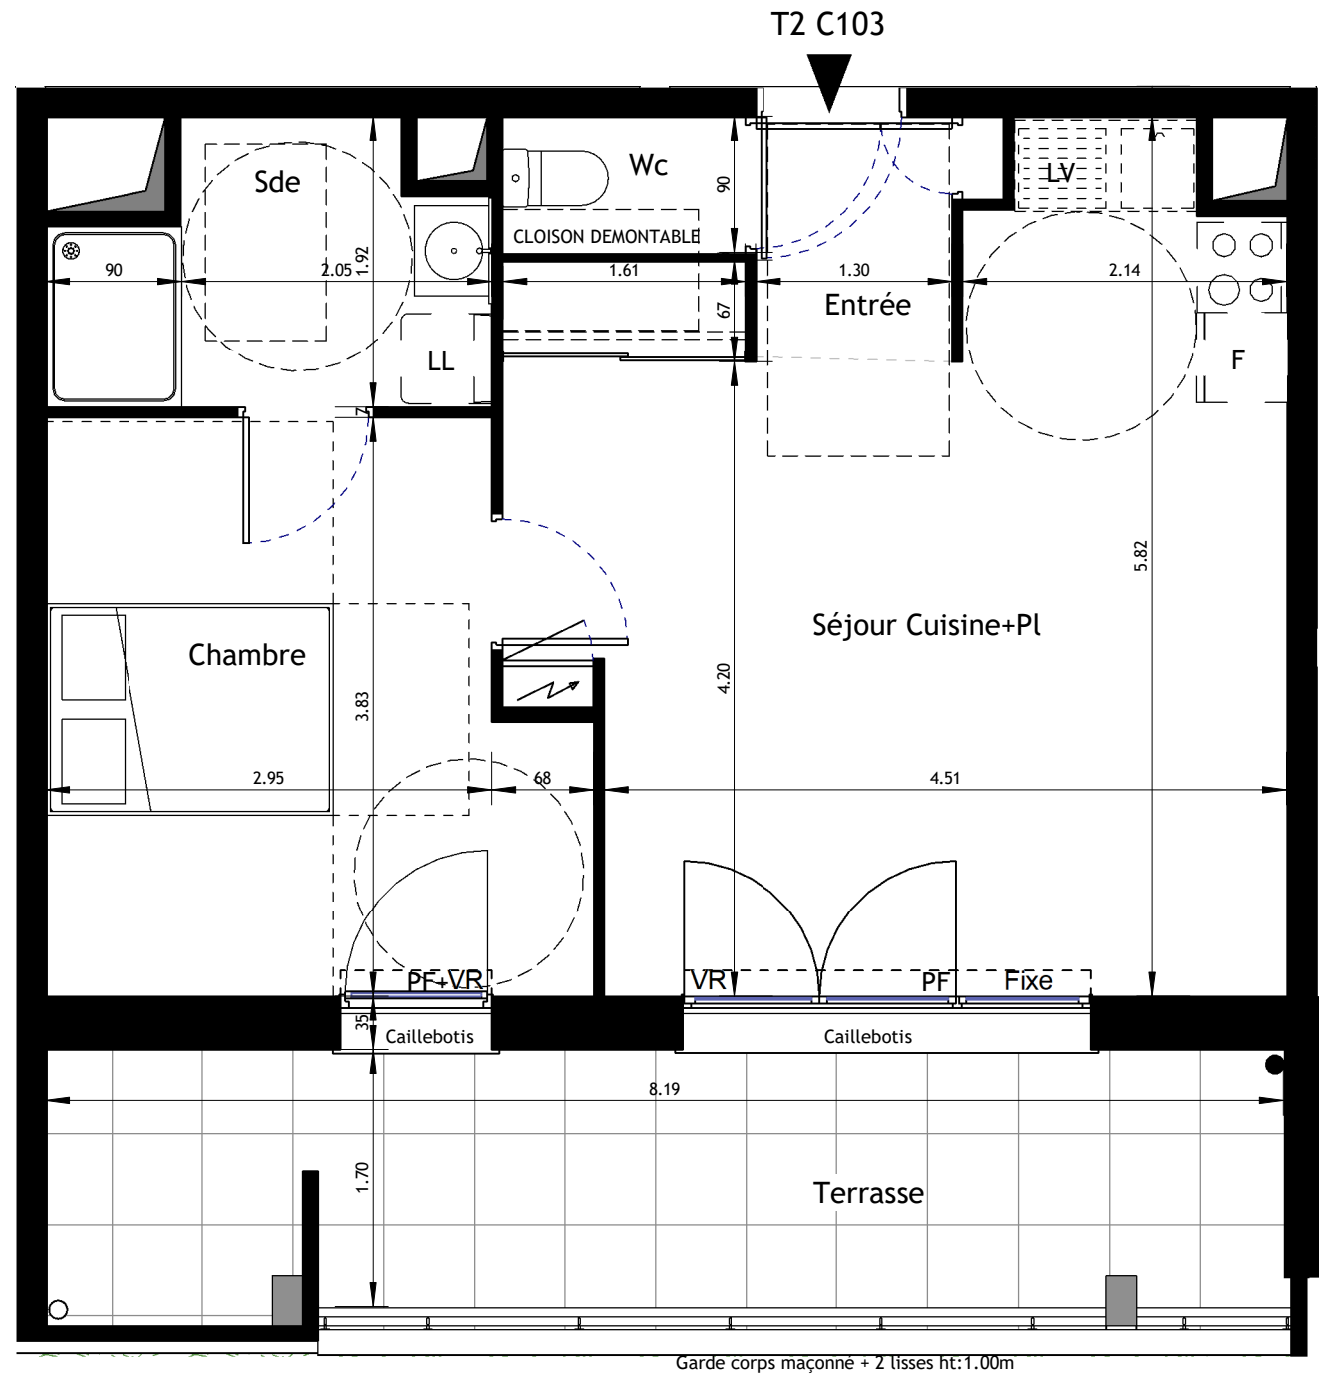 T2 C103
Sde
Wc
LV
CLOISON DEMONTABLE
90
90
2.05
1.92
1.61
67
1.30
2.14
Entrée
LL
F
7
5.82
Séjour Cuisine+Pl
Chambre
3.83
4.20
2.95
68
4.51
PF+VR
VR
PF
Fixe
35
Caillebotis
Caillebotis
8.19
1.70
Terrasse
Garde corps maçonné + 2 lisses ht:1.00m